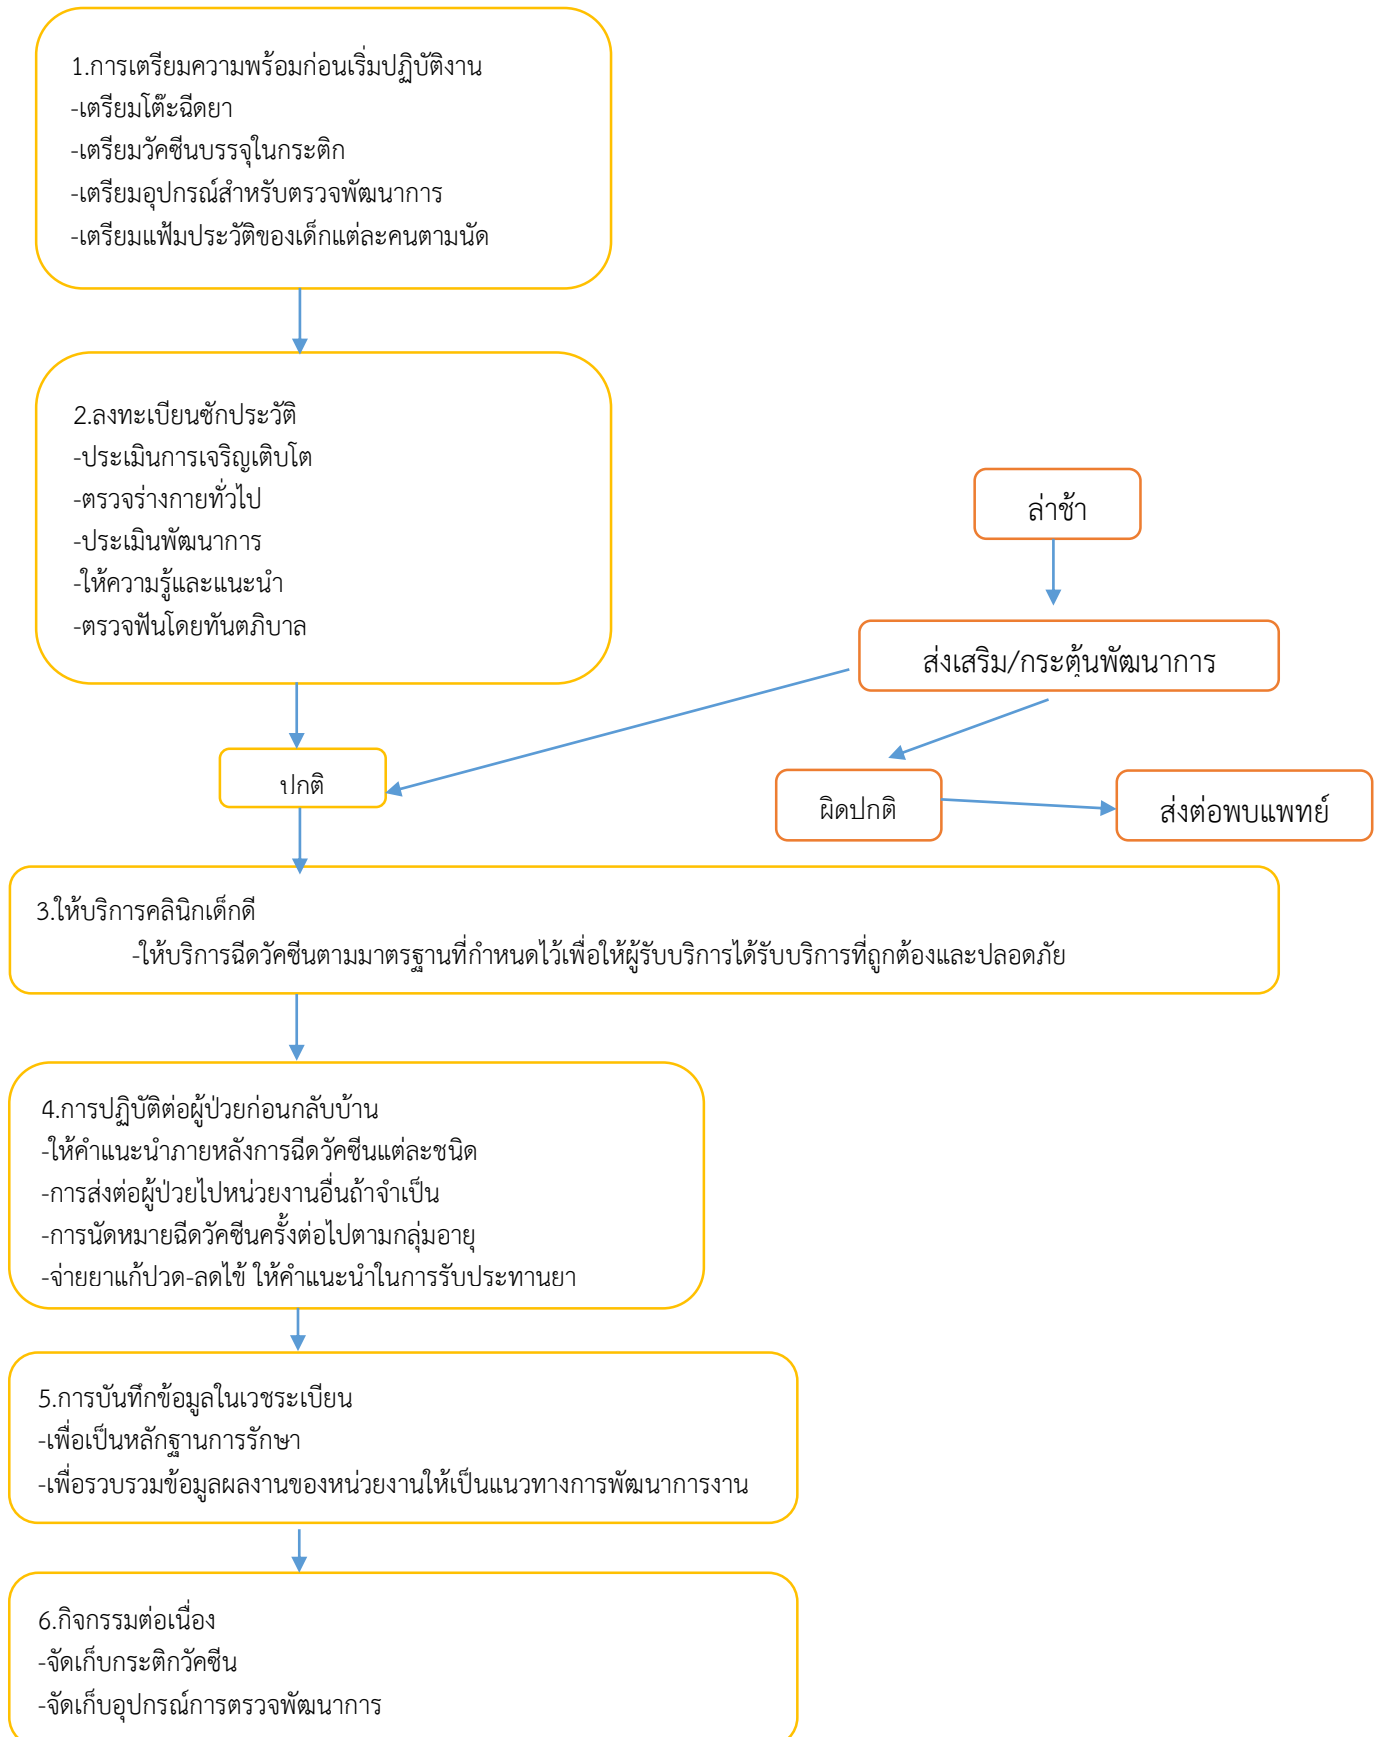 1.การเตรียมความพร้อมก่อนเริ่มปฏิบัติงาน
-เตรียมโต๊ะฉีดยา
-เตรียมวัคซีนบรรจุในกระติก
-เตรียมอุปกรณ์สำหรับตรวจพัฒนาการ
-เตรียมแฟ้มประวัติของเด็กแต่ละคนตามนัด
2.ลงทะเบียนซักประวัติ
-ประเมินการเจริญเติบโต
-ตรวจร่างกายทั่วไป
-ประเมินพัฒนาการ
-ให้ความรู้และแนะนำ
-ตรวจฟันโดยทันตภิบาล
ล่าช้า
ส่งเสริม/กระตุ้นพัฒนาการ
ปกติ
ผิดปกติ
ส่งต่อพบแพทย์
3.ให้บริการคลินิกเด็กดี
-ให้บริการฉีดวัคซีนตามมาตรฐานที่กำหนดไว้เพื่อให้ผู้รับบริการได้รับบริการที่ถูกต้องและปลอดภัย
4.การปฏิบัติต่อผู้ป่วยก่อนกลับบ้าน
-ให้คำแนะนำภายหลังการฉีดวัคซีนแต่ละชนิด
-การส่งต่อผู้ป่วยไปหน่วยงานอื่นถ้าจำเป็น
-การนัดหมายฉีดวัคซีนครั้งต่อไปตามกลุ่มอายุ
-จ่ายยาแก้ปวด-ลดไข้ ให้คำแนะนำในการรับประทานยา
5.การบันทึกข้อมูลในเวชระเบียน
-เพื่อเป็นหลักฐานการรักษา
-เพื่อรวบรวมข้อมูลผลงานของหน่วยงานให้เป็นแนวทางการพัฒนาการงาน
6.กิจกรรมต่อเนื่อง
-จัดเก็บกระติกวัคซีน
-จัดเก็บอุปกรณ์การตรวจพัฒนาการ